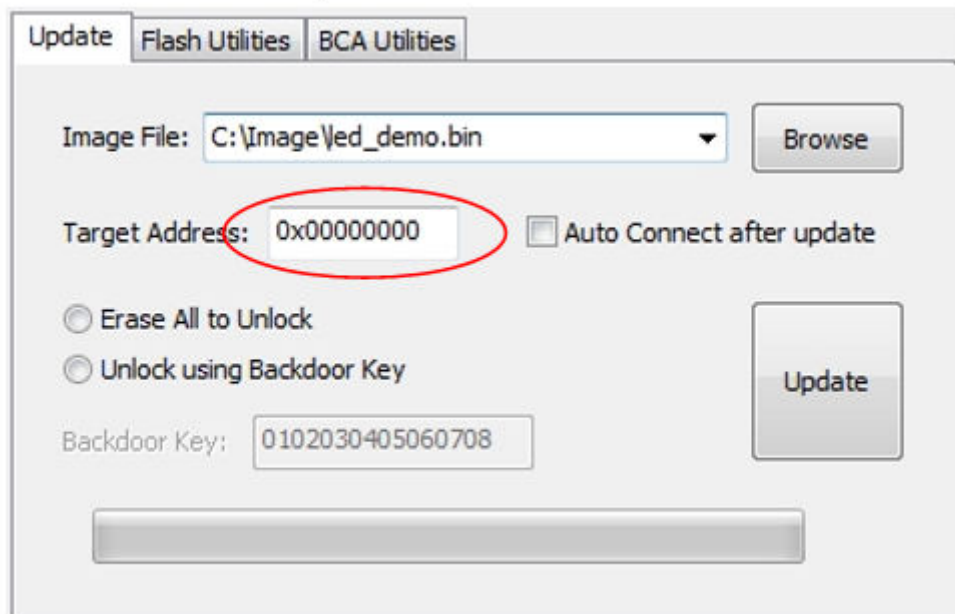 Update Flash Utilities BCA Utilities
Image File: C:\Image\led_demo.bin Browse
Target Address: 0x00000000 Auto Connect after update
Erase All to Unlock
Unlock using Backdoor Key
Update
Backdoor Key: 0102030405060708